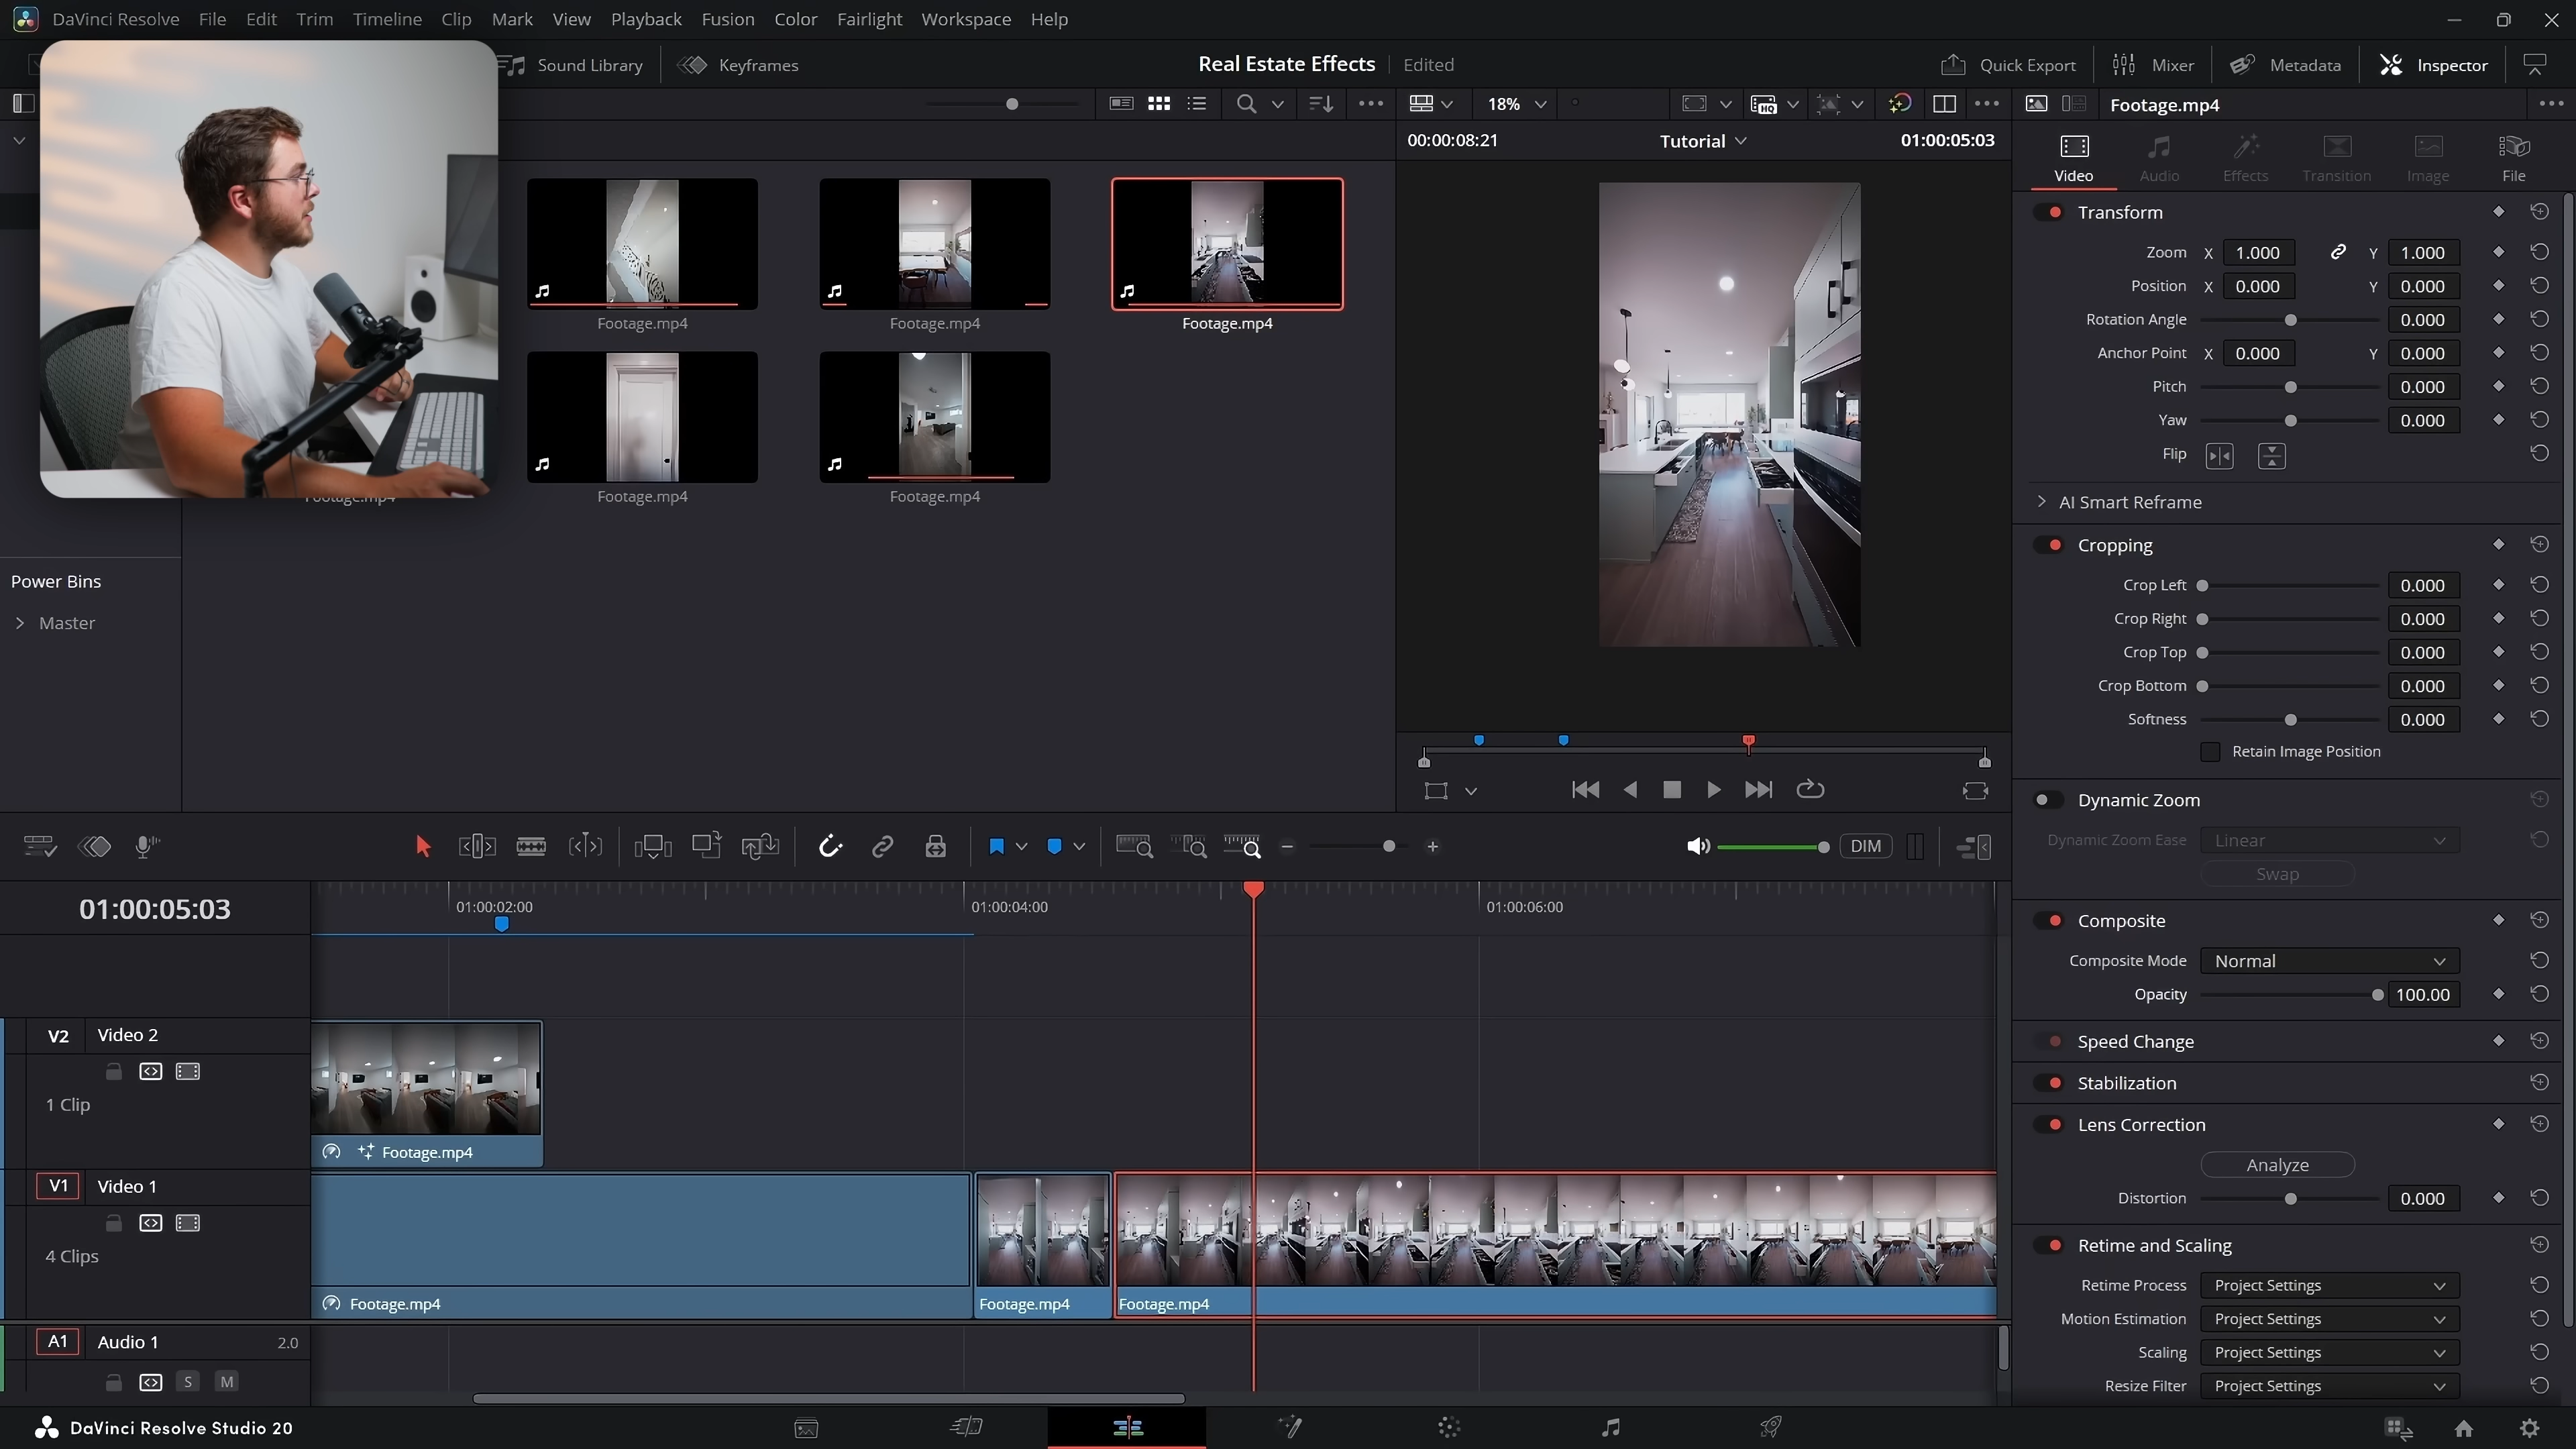 DaVinci Resolve File Edit Trim Timeline Clip Mark View Playback Fusion Color Fairlight Workspace Help
Sound Library Keyframes Real Estate Effects Edited Quick Export Mixer Metadata Inspector
18% Footage.mp4
00:00:08:21 Tutorial 01:00:05:03
Video Audio Effects Transition Image File
Footage.mp4 Footage.mp4 Footage.mp4
Footage.mp4 Footage.mp4 Footage.mp4
Power Bins
Master
Transform
Zoom X 1.000 Y 1.000
Position X 0.000 Y 0.000
Rotation Angle 0.000
Anchor Point X 0.000 Y 0.000
Pitch 0.000
Yaw 0.000
Flip
AI Smart Reframe
Cropping
Crop Left 0.000
Crop Right 0.000
Crop Top 0.000
Crop Bottom 0.000
Softness 0.000
Retain Image Position
Dynamic Zoom
Dynamic Zoom Ease Linear
Swap
Composite
Composite Mode Normal
Opacity 100.00
Speed Change
Stabilization
Lens Correction
Analyze
Distortion 0.000
Retime and Scaling
Retime Process Project Settings
Motion Estimation Project Settings
Scaling Project Settings
Resize Filter Project Settings
DIM
01:00:05:03 01:00:02:00 01:00:04:00 01:00:06:00
V2 Video 2
1 Clip
Footage.mp4
V1 Video 1
4 Clips
Footage.mp4 Footage.mp4 Footage.mp4
A1 Audio 1 2.0
S M
DaVinci Resolve Studio 20